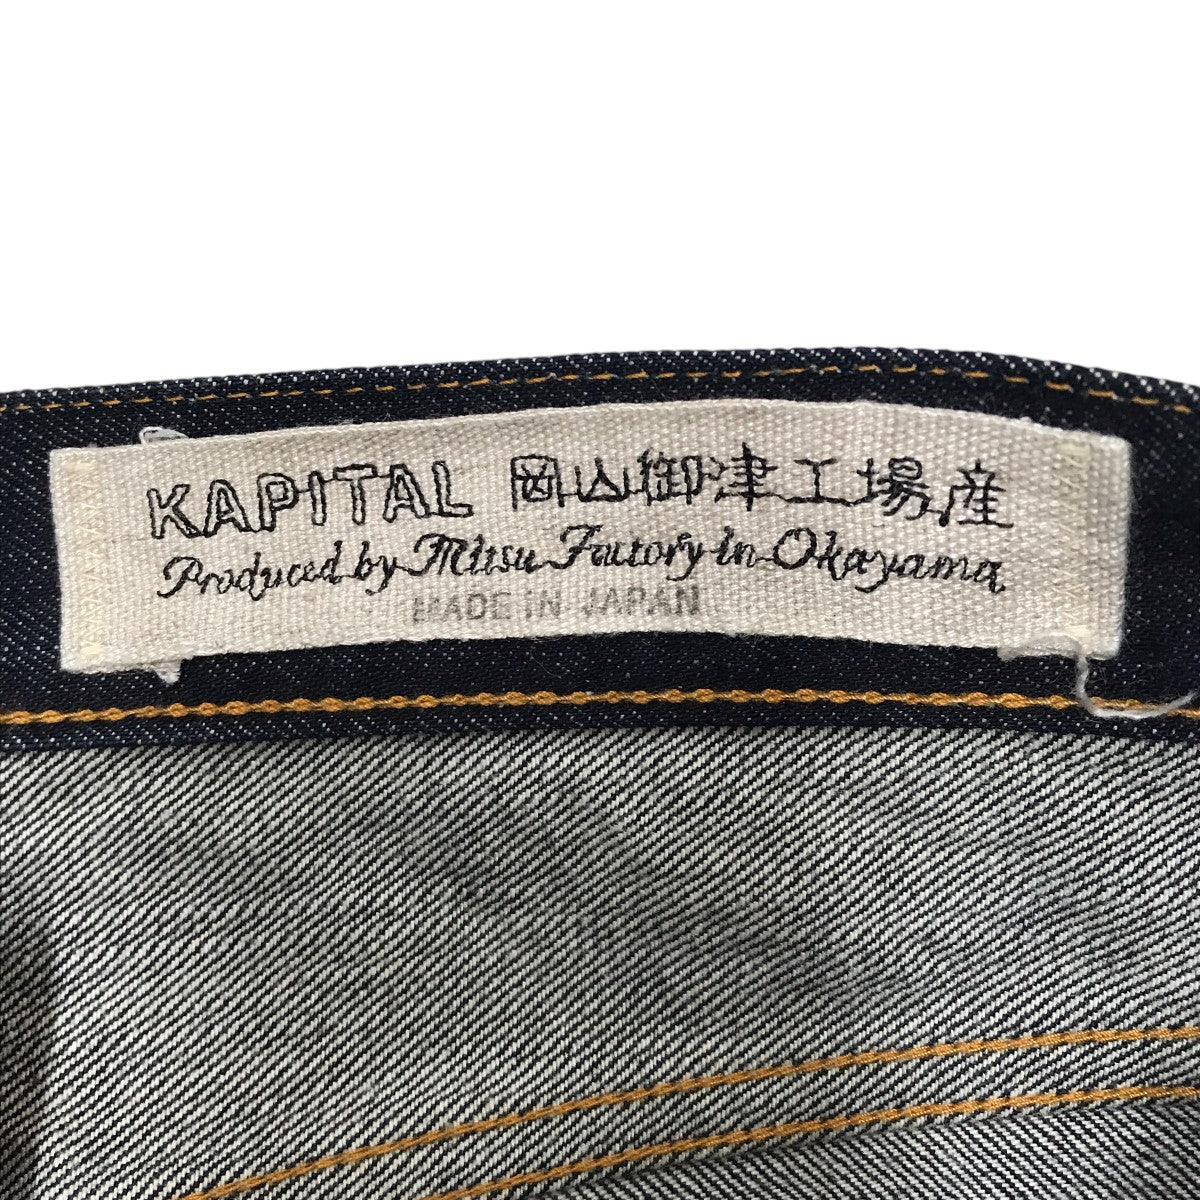 KAPITAL 岡山御津工場産
Produced by Mitsu Factory in Okayama
MADE IN JAPAN